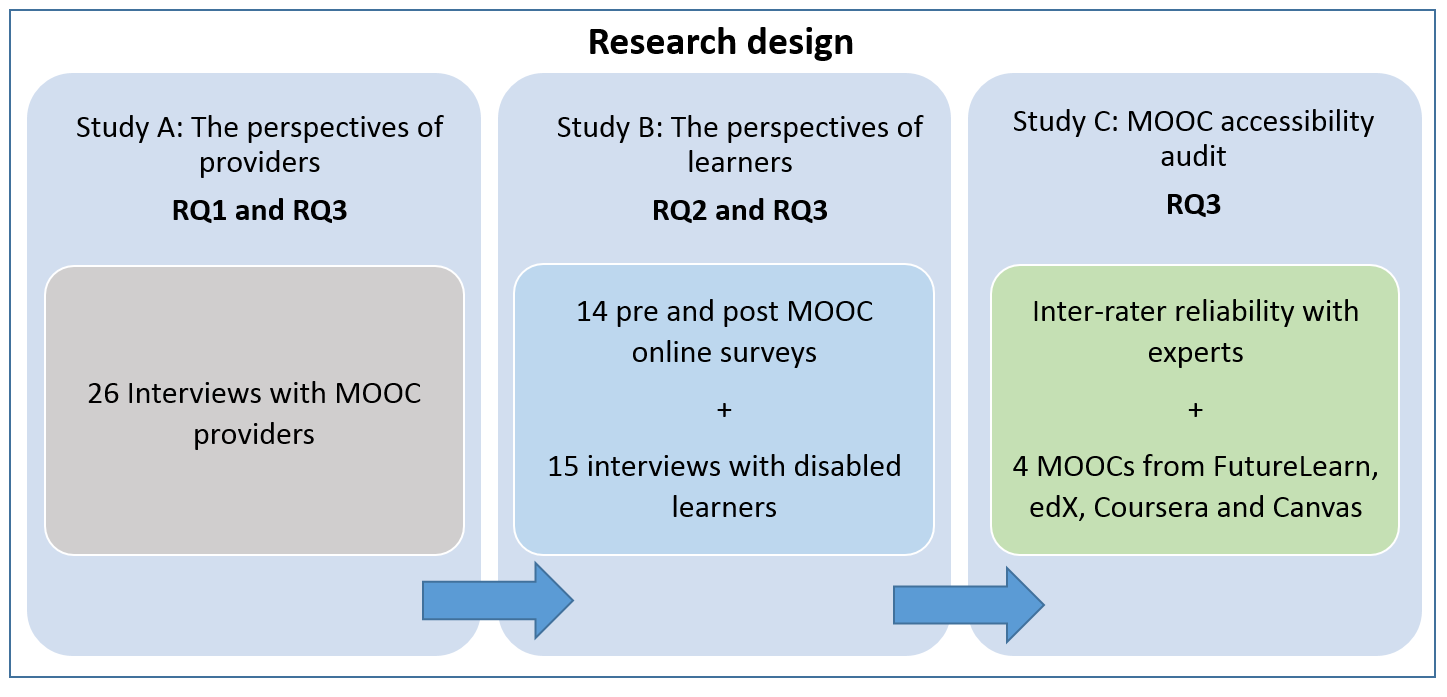 Research design
Study A: The perspectives of
providers
RQ1 and RQ3
26 Interviews with MOOC
providers
Study B: The perspectives of
learners
RQ2 and RQ3
14 pre and post MOOC
online surveys
+
15 interviews with disabled
learners
Study C: MOOC accessibility
audit
RQ3
Inter-rater reliability with
experts
+
4 MOOCs from FutureLearn,
edX, Coursera and Canvas